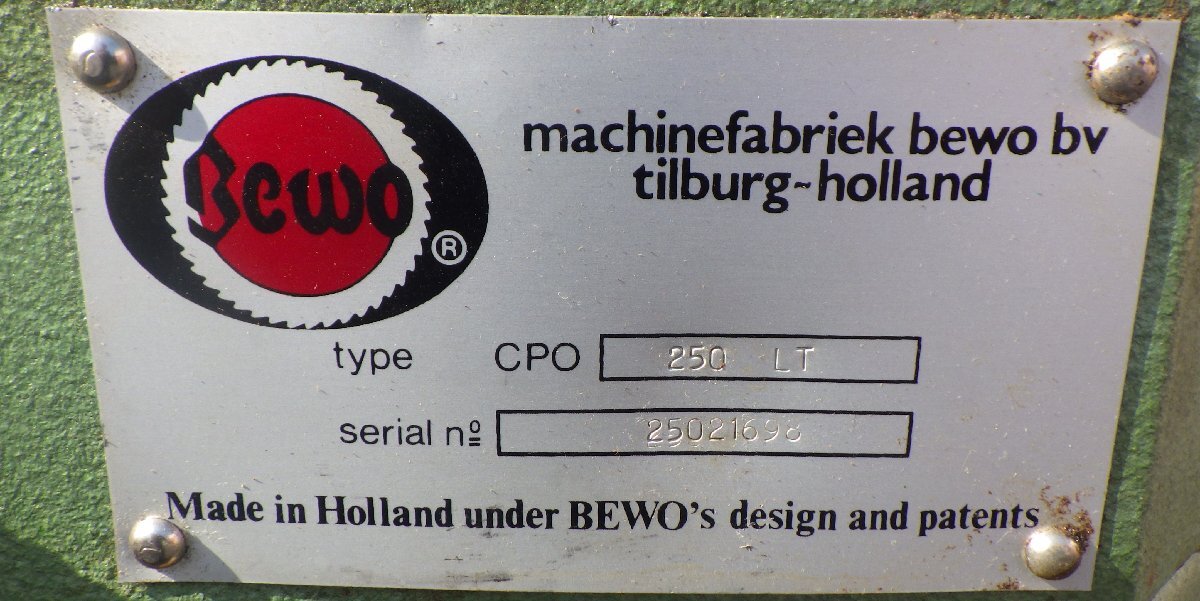 Bewo
®
machinefabriek bewo bv
tilburg~holland
type CPO 250 LT
serial nº 25021698
Made in Holland under BEWO's design and patents